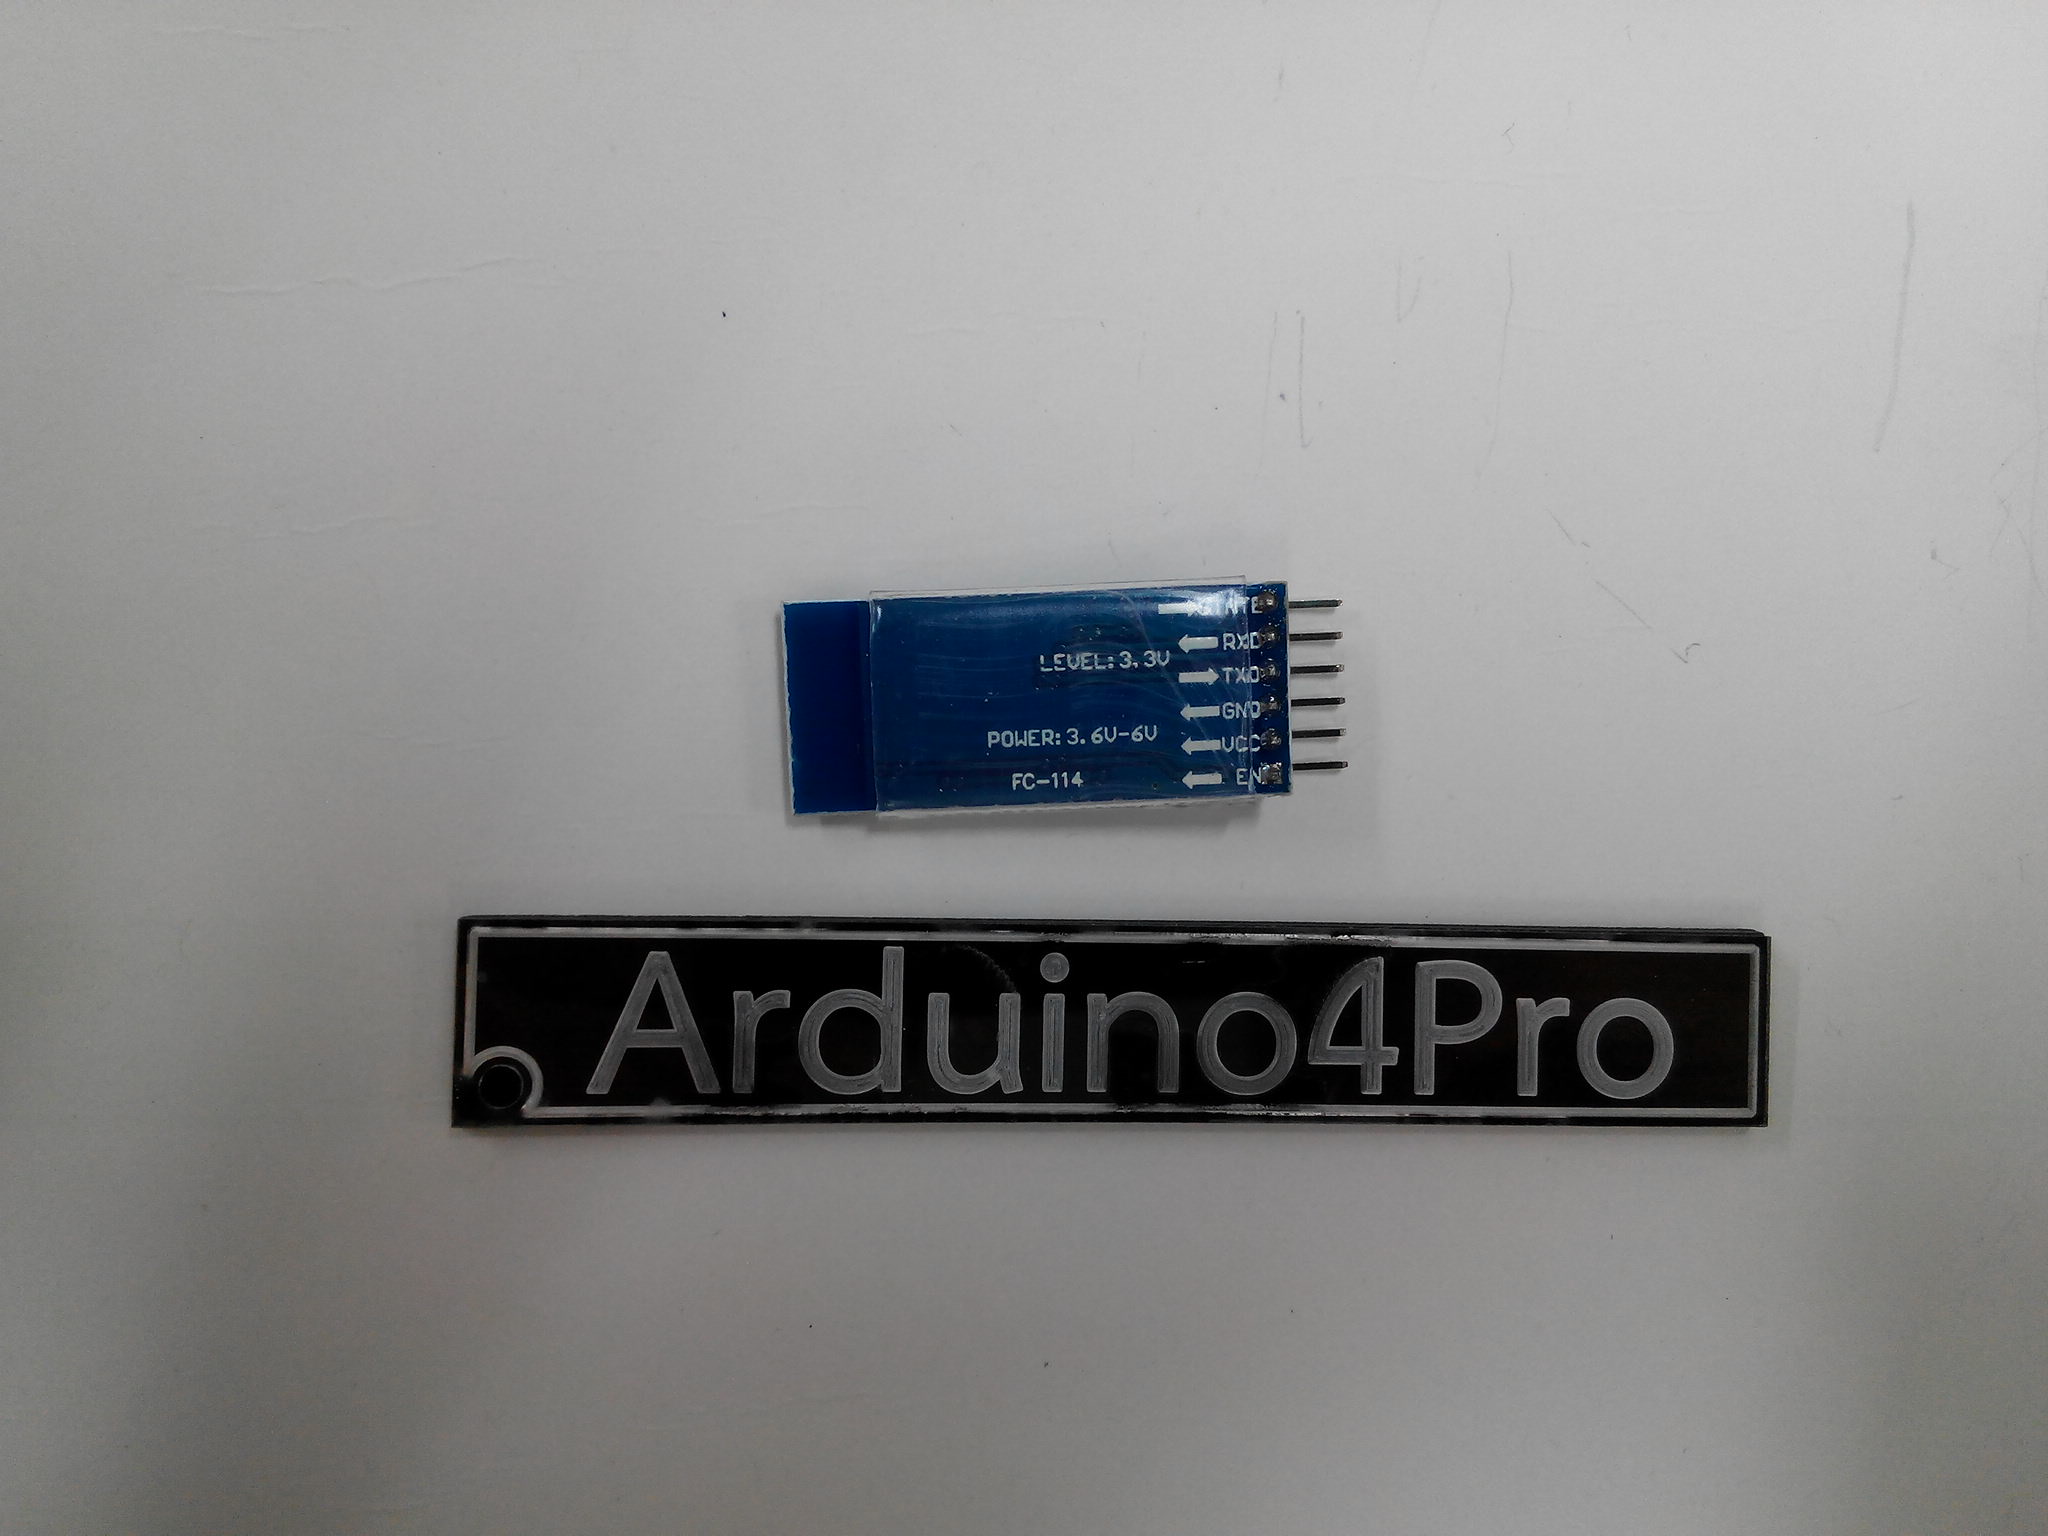 STATE
RXD
LEVEL:3.3V
TXD
GND
POWER:3.6V-6V
VCC
FC-114
EN
Arduino4Pro